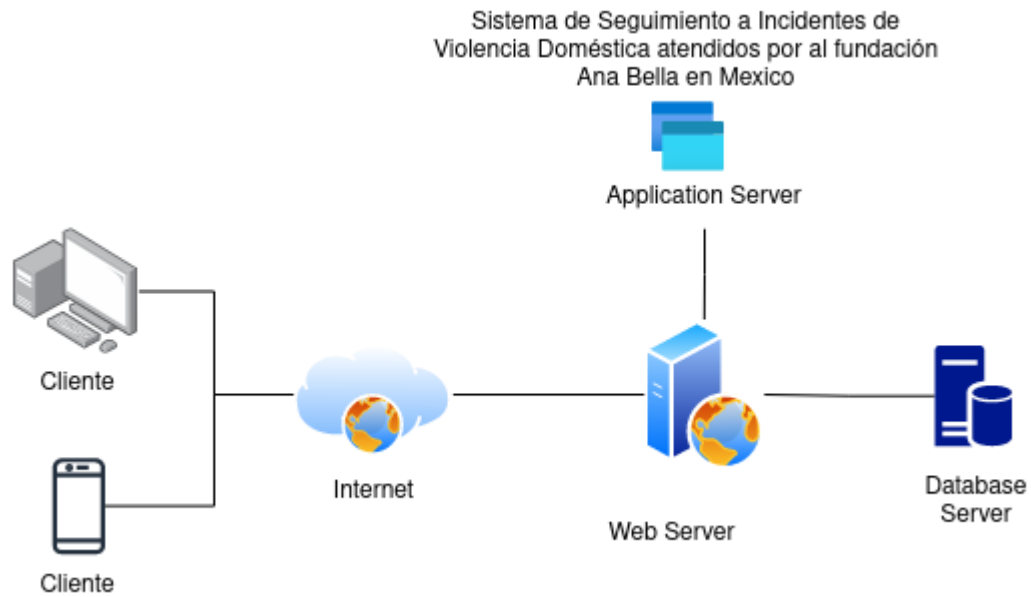 Sistema de Seguimiento a Incidentes de
Violencia Doméstica atendidos por al fundación
Ana Bella en Mexico
Application Server
Cliente
Internet
Web Server
Database
Server
Cliente